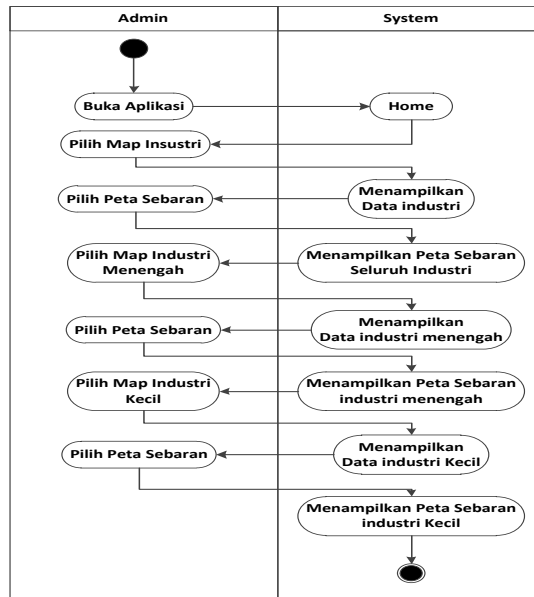 Admin
System
Buka Aplikasi
Home
Pilih Map Insustri
Menampilkan
Data industri
Pilih Peta Sebaran
Menampilkan Peta Sebaran
Seluruh Industri
Pilih Map Industri
Menengah
Menampilkan
Data industri menengah
Pilih Peta Sebaran
Menampilkan Peta Sebaran
industri menengah
Pilih Map Industri
Kecil
Menampilkan
Data industri Kecil
Pilih Peta Sebaran
Menampilkan Peta Sebaran
industri Kecil